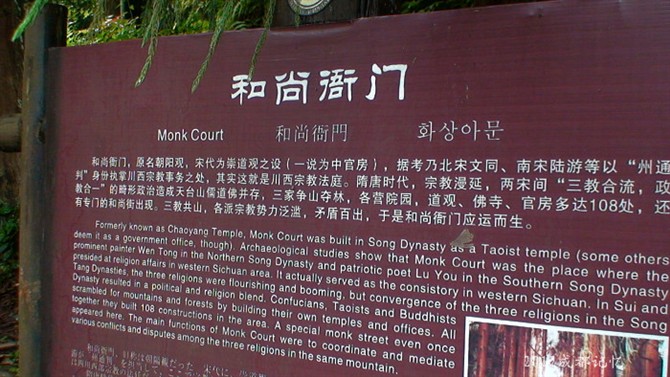 和尚衙门
Monk Court 和尚衙門 화상아문
和尚衙门，原名朝阳观，宋代为崇道观之设（一说为中官房），据考乃北宋文同、南宋陆游等以“州通
判”身份执掌川西宗教事务之处，其实这就是川西宗教法庭。隋唐时代，宗教漫延，两宋间“三教合流，政
教合一”的畸形政治造成天台山儒道佛并存，三家争山夺林，各营院园，道观、佛寺、官房多达108处，还
有专门的和尚街出现。三教共山，各派宗教势力泛滥，矛盾百出，于是和尚衙门应运而生。
Formerly known as Chaoyang Temple, Monk Court was built in Song Dynasty as a Taoist temple (some others
deem it as a government office, though). Archaeological studies show that Monk Court was the place where the
prominent painter Wen Tong in the Northern Song Dynasty and patriotic poet Lu You in the Southern Song Dynasty
presided at religion affairs in western Sichuan area. It actually served as the consistory in western Sichuan. In Sui and
Tang Dynasties, the three religions were flourishing and booming, but convergence of the three religions in the Song
Dynasty resulted in a political and religion blend. Confucians, Taoists and Buddhists
scrambled for mountains and forests by building their own temples and offices. All
together they built 108 constructions in the area. A special monk street even once
appeared here. The main functions of Monk Court were to coordinate and mediate
various conflicts and disputes among the three religions in the same mountain.